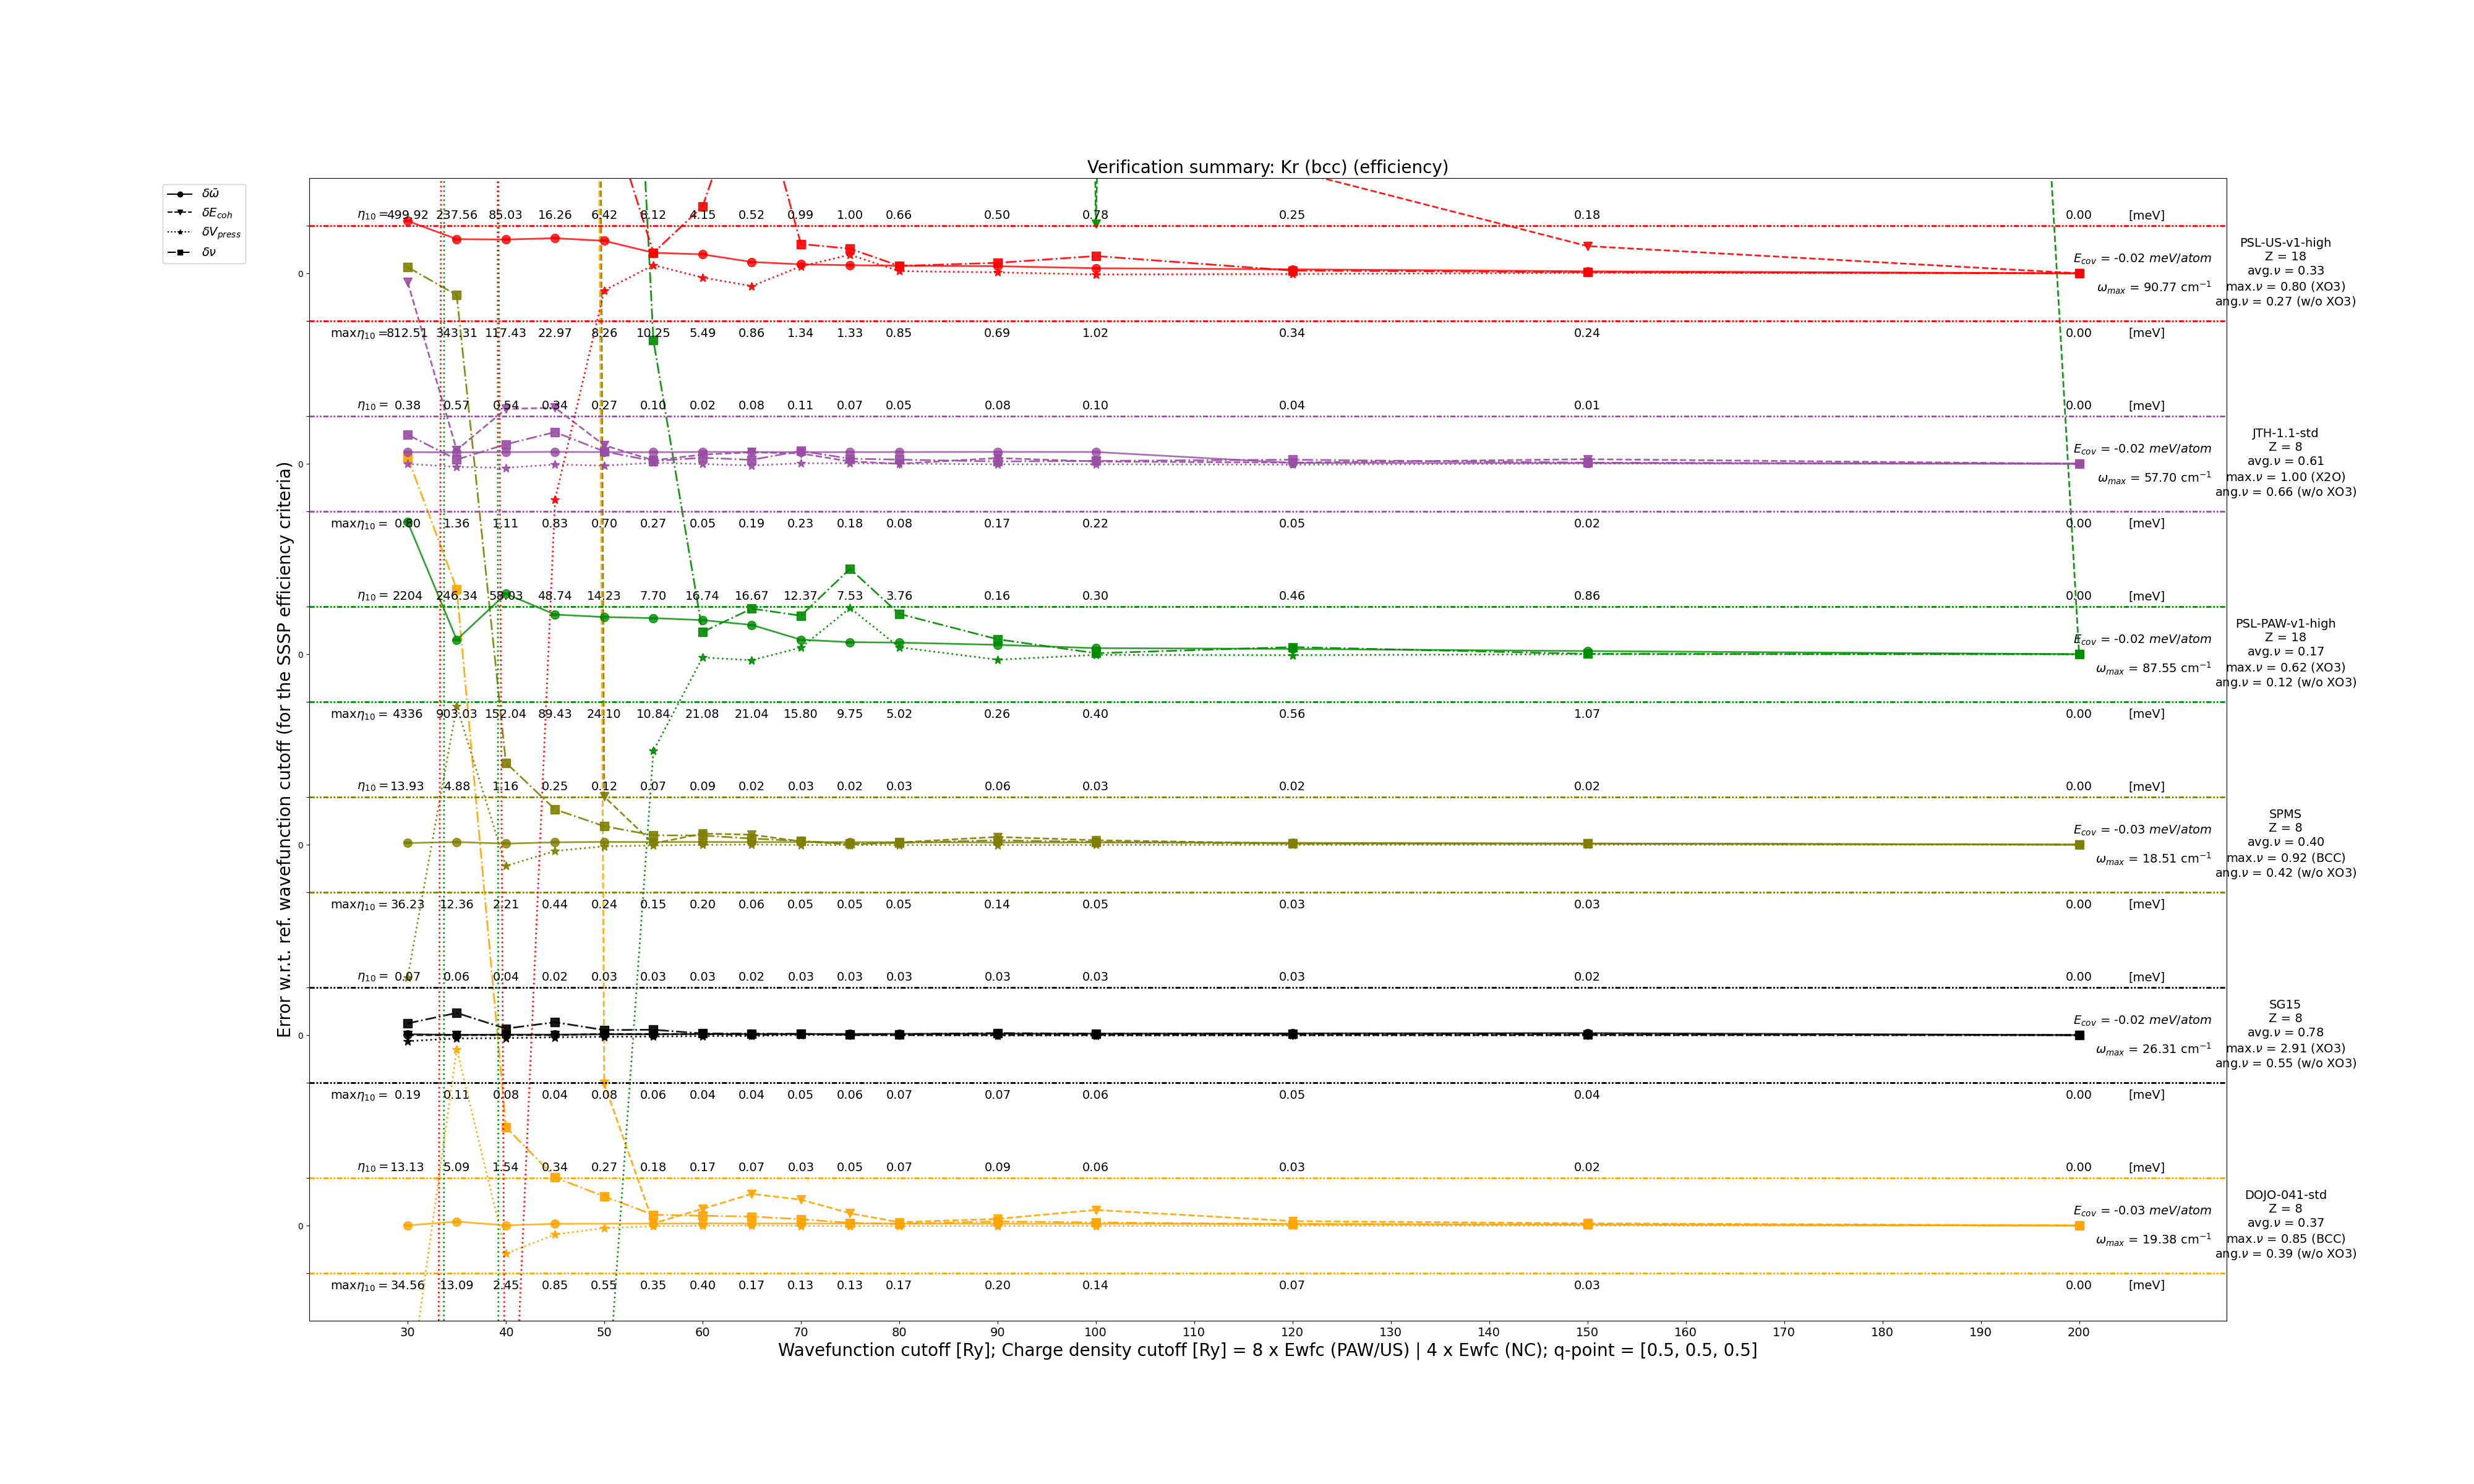 Verification summary: Kr (bcc) (efficiency)
δω̄
δE_coh
δV_press
δν
Error w.r.t. ref. wavefunction cutoff (for the SSSP efficiency criteria)
η₁₀ = 499.92 237.56 85.03 16.26 6.42 8.12 4.15 0.52 0.99 1.00 0.66 0.50 0.78 0.25 0.18 0.00 [meV]
0
E_cov = -0.02 meV/atom
ω_max = 90.77 cm⁻¹
PSL-US-v1-high
Z = 18
avg.ν = 0.33
max.ν = 0.80 (XO3)
ang.ν = 0.27 (w/o XO3)
maxη₁₀ = 812.51 343.31 117.43 22.97 8.26 10.25 5.49 0.86 1.34 1.33 0.85 0.69 1.02 0.34 0.24 0.00 [meV]
η₁₀ = 0.38 0.57 0.54 0.34 0.27 0.10 0.02 0.08 0.11 0.07 0.05 0.08 0.10 0.04 0.01 0.00 [meV]
0
E_cov = -0.02 meV/atom
ω_max = 57.70 cm⁻¹
JTH-1.1-std
Z = 8
avg.ν = 0.61
max.ν = 1.00 (X2O)
ang.ν = 0.66 (w/o XO3)
maxη₁₀ = 0.80 1.36 1.11 0.83 0.70 0.27 0.05 0.19 0.23 0.18 0.08 0.17 0.22 0.05 0.02 0.00 [meV]
η₁₀ = 2204 246.34 58.03 48.74 14.23 7.70 16.74 16.67 12.37 7.53 3.76 0.16 0.30 0.46 0.86 0.00 [meV]
0
E_cov = -0.02 meV/atom
ω_max = 87.55 cm⁻¹
PSL-PAW-v1-high
Z = 18
avg.ν = 0.17
max.ν = 0.62 (XO3)
ang.ν = 0.12 (w/o XO3)
maxη₁₀ = 4336 903.03 152.04 89.43 24.10 10.84 21.08 21.04 15.80 9.75 5.02 0.26 0.40 0.56 1.07 0.00 [meV]
η₁₀ = 13.93 4.88 1.16 0.25 0.12 0.07 0.09 0.02 0.03 0.02 0.03 0.06 0.03 0.02 0.02 0.00 [meV]
0
E_cov = -0.03 meV/atom
ω_max = 18.51 cm⁻¹
SPMS
Z = 8
avg.ν = 0.40
max.ν = 0.92 (BCC)
ang.ν = 0.42 (w/o XO3)
maxη₁₀ = 36.23 12.36 2.21 0.44 0.24 0.15 0.20 0.06 0.05 0.05 0.05 0.14 0.05 0.03 0.03 0.00 [meV]
η₁₀ = 0.07 0.06 0.04 0.02 0.03 0.03 0.03 0.02 0.03 0.03 0.03 0.03 0.03 0.03 0.02 0.00 [meV]
0
E_cov = -0.02 meV/atom
ω_max = 26.31 cm⁻¹
SG15
Z = 8
avg.ν = 0.78
max.ν = 2.91 (XO3)
ang.ν = 0.55 (w/o XO3)
maxη₁₀ = 0.19 0.11 0.08 0.04 0.08 0.06 0.04 0.04 0.05 0.06 0.07 0.07 0.06 0.05 0.04 0.00 [meV]
η₁₀ = 13.13 5.09 1.54 0.34 0.27 0.18 0.17 0.07 0.03 0.05 0.07 0.09 0.06 0.03 0.02 0.00 [meV]
0
E_cov = -0.03 meV/atom
ω_max = 19.38 cm⁻¹
DOJO-041-std
Z = 8
avg.ν = 0.37
max.ν = 0.85 (BCC)
ang.ν = 0.39 (w/o XO3)
maxη₁₀ = 34.56 13.09 2.45 0.85 0.55 0.35 0.40 0.17 0.13 0.13 0.17 0.20 0.14 0.07 0.03 0.00 [meV]
30 40 50 60 70 80 90 100 110 120 130 140 150 160 170 180 190 200
Wavefunction cutoff [Ry]; Charge density cutoff [Ry] = 8 x Ewfc (PAW/US) | 4 x Ewfc (NC); q-point = [0.5, 0.5, 0.5]